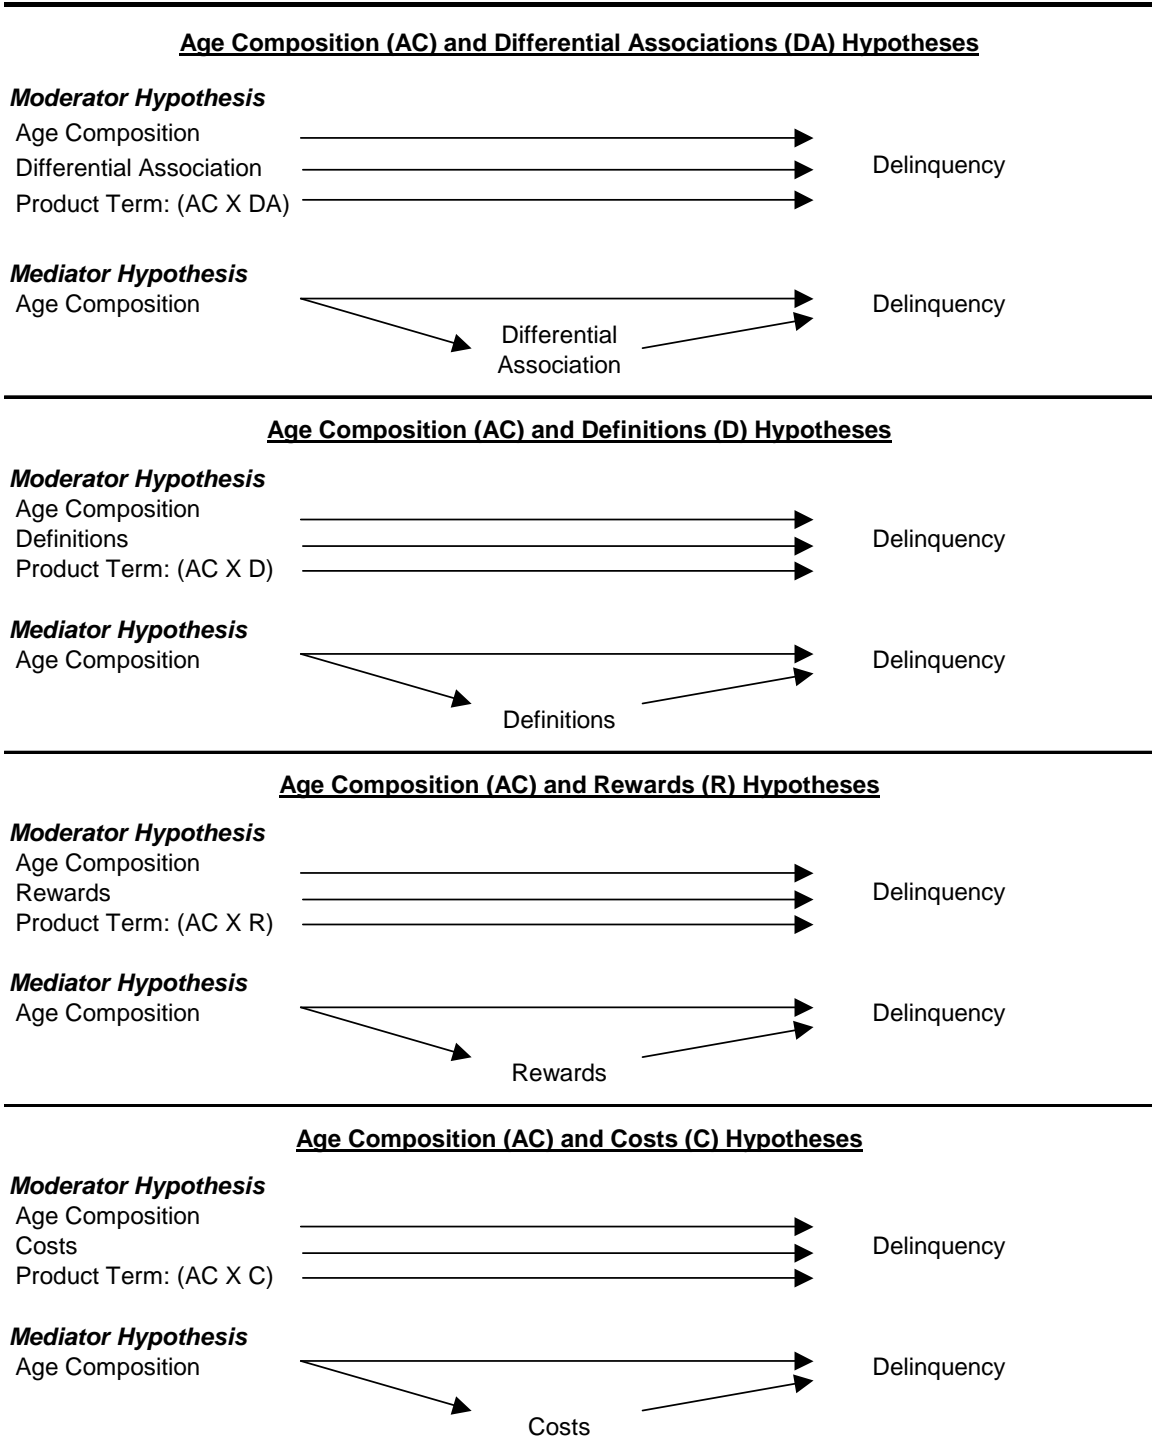 Age Composition (AC) and Differential Associations (DA) Hypotheses
Moderator Hypothesis
Age Composition
Differential Association
Product Term: (AC X DA)
Delinquency
Mediator Hypothesis
Age Composition
Delinquency
Differential
Association
Age Composition (AC) and Definitions (D) Hypotheses
Moderator Hypothesis
Age Composition
Definitions
Product Term: (AC X D)
Delinquency
Mediator Hypothesis
Age Composition
Delinquency
Definitions
Age Composition (AC) and Rewards (R) Hypotheses
Moderator Hypothesis
Age Composition
Rewards
Product Term: (AC X R)
Delinquency
Mediator Hypothesis
Age Composition
Delinquency
Rewards
Age Composition (AC) and Costs (C) Hypotheses
Moderator Hypothesis
Age Composition
Costs
Product Term: (AC X C)
Delinquency
Mediator Hypothesis
Age Composition
Delinquency
Costs